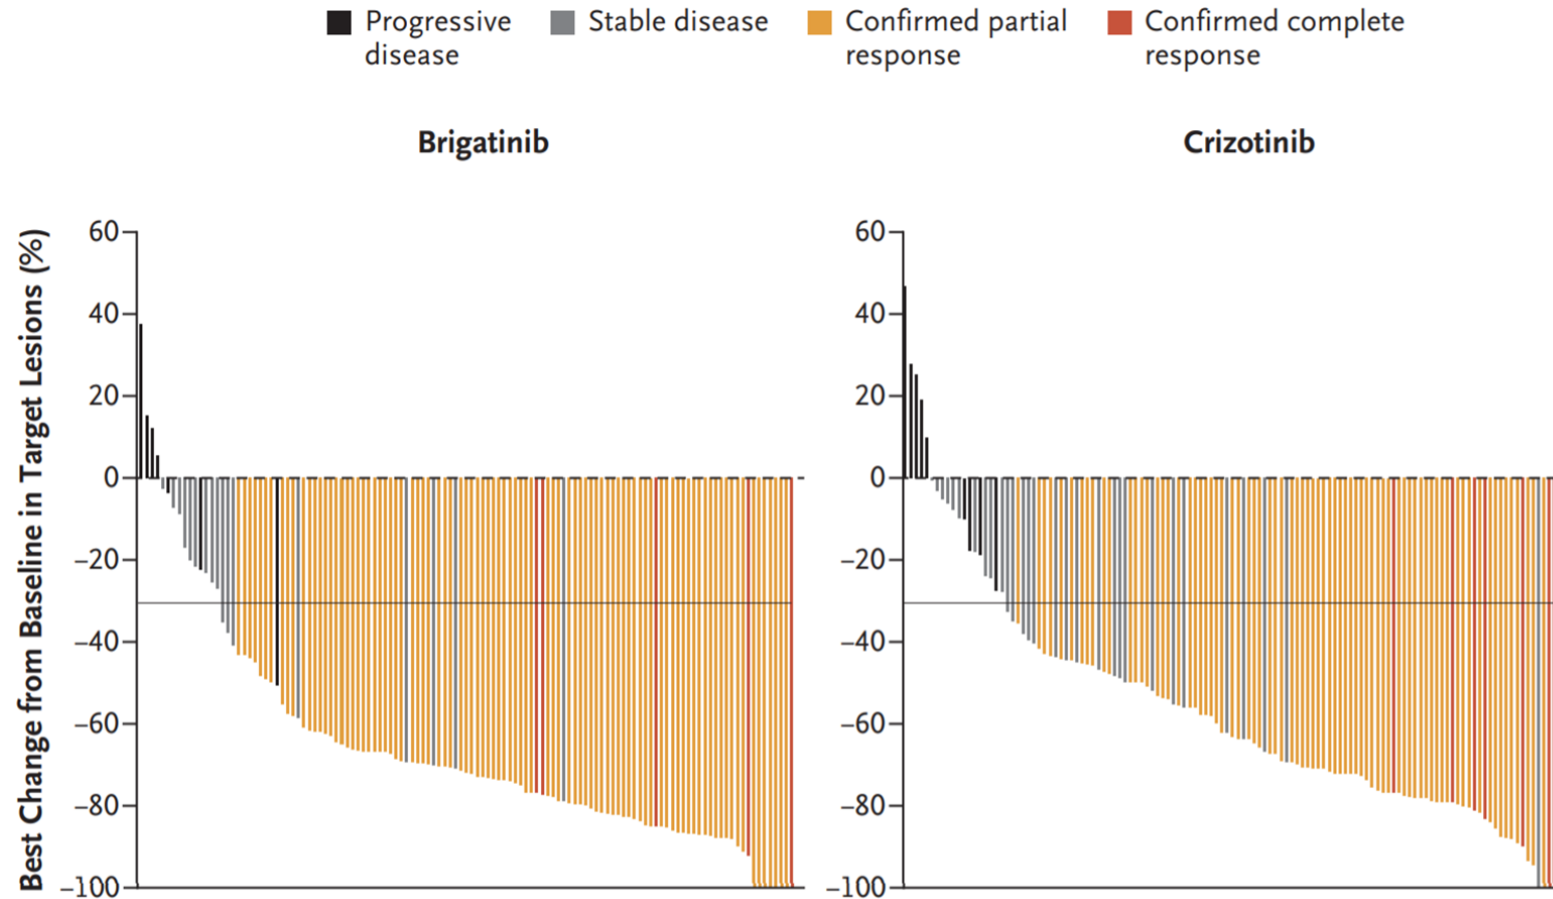 Progressive disease
Stable disease
Confirmed partial response
Confirmed complete response
Brigatinib
Crizotinib
Best Change from Baseline in Target Lesions (%)
60
40
20
0
–20
–40
–60
–80
–100
60
40
20
0
–20
–40
–60
–80
–100